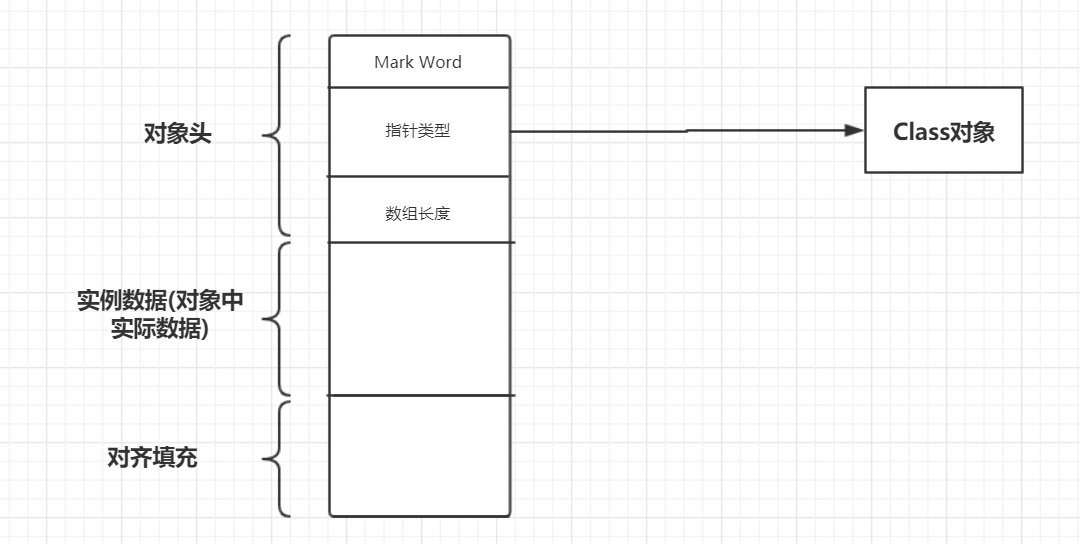 Mark Word
对象头
指针类型
Class对象
数组长度
实例数据(对象中
实际数据)
对齐填充